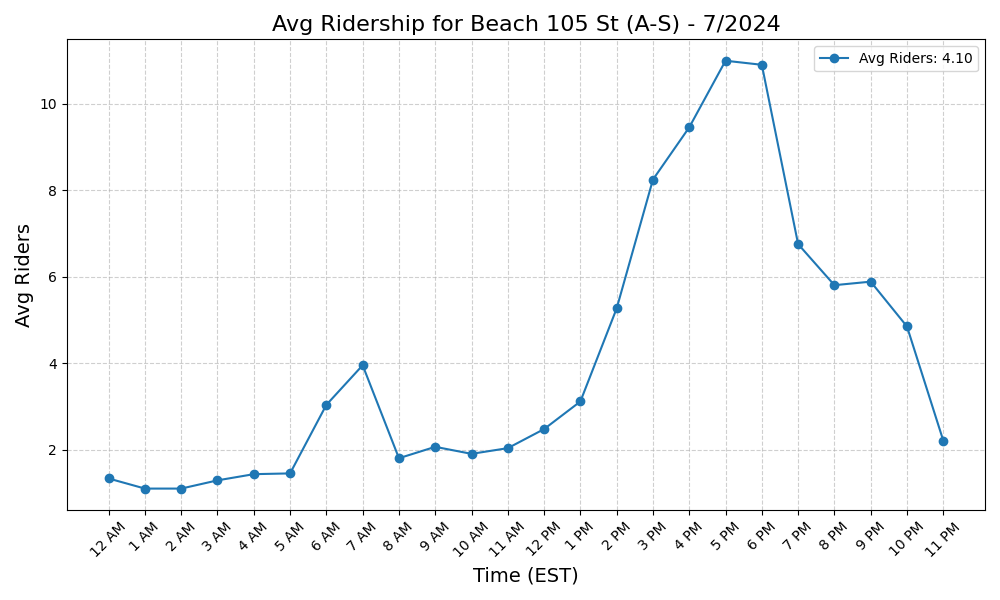 Avg Ridership for Beach 105 St (A-S) - 7/2024
Avg Riders: 4.10
Avg Riders
10
8
6
4
2
12 AM
1 AM
2 AM
3 AM
4 AM
5 AM
6 AM
7 AM
8 AM
9 AM
10 AM
11 AM
12 PM
1 PM
2 PM
3 PM
4 PM
5 PM
6 PM
7 PM
8 PM
9 PM
10 PM
11 PM
Time (EST)